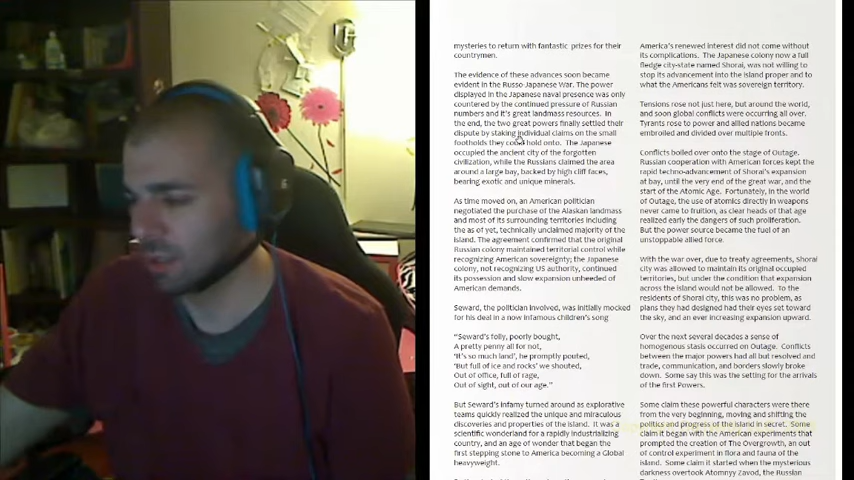 mysteries to return with fantastic prizes for their
countrymen.
The evidence of these advances soon became
evident in the Russo-Japanese War. The power
displayed in the Japanese naval presence was only
countered by the continued pressure of Russian
numbers and it's great landmass resources. In
the end, the two great powers finally settled their
dispute by staking individual claims on the small
footholds they could hold onto. The Japanese
occupied the ancient city of the forgotten
civilization, while the Russians claimed the area
around a large bay, backed by high cliff faces,
bearing exotic and unique minerals.
As time moved on, an American politician
negotiated the purchase of the Alaskan landmass
and most of its surrounding territories including
the as of yet, technically unclaimed majority of the
island. The agreement confirmed that the original
Russian colony maintained territorial control while
recognizing American sovereignty; the Japanese
colony, not recognizing US authority, continued
its possession and slow expansion unheeded of
American demands.
Seward, the politician involved, was initially mocked
for his deal in a now infamous children's song
"Seward's folly, poorly bought,
A pretty penny all for not,
'It's so much land', he promptly pouted,
'But full of ice and rocks' we shouted,
Out of office, full of rage,
Out of sight, out of our age."
But Seward's infamy turned around as explorative
teams quickly realized the unique and miraculous
discoveries and properties of the island. It was a
scientific wonderland for a rapidly industrializing
country, and an age of wonder that began the
first stepping stone to America becoming a Global
heavyweight.
America's renewed interest did not come without
its complications. The Japanese colony now a full
fledge city-state named Shorai, was not willing to
stop its advancement into the island proper and to
what the Americans felt was sovereign territory.
Tensions rose not just here, but around the world,
and soon global conflicts were occurring all over.
Tyrants rose to power and allied nations became
embroiled and divided over multiple fronts.
Conflicts boiled over onto the stage of Outage.
Russian cooperation with American forces kept the
rapid techno-advancement of Shorai's expansion
at bay, until the very end of the great war, and the
start of the Atomic Age. Fortunately, in the world
of Outage, the use of atomics directly in weapons
never came to fruition, as clear heads of that age
realized early the dangers of such proliferation.
But the power source became the fuel of an
unstoppable allied force.
With the war over, due to treaty agreements, Shorai
city was allowed to maintain its original occupied
territories, but under the condition that expansion
across the island would not be allowed. To the
residents of Shorai city, this was no problem, as
plans they had designed had their eyes set toward
the sky, and an ever increasing expansion upward.
Over the next several decades a sense of
homogenous stasis occurred on Outage. Conflicts
between the major powers had all but resolved and
trade, communication, and borders slowly broke
down. Some say this was the setting for the arrivals
of the first Powers.
Some claim these powerful characters were there
from the very beginning, moving and shifting the
politics and progress of the island in secret. Some
claim it began with the American experiments that
prompted the creation of The Overgrowth, an out
of control experiment in flora and fauna of the
island. Some claim it started when the mysterious
darkness overtook Atomnyy Zavod, the Russian